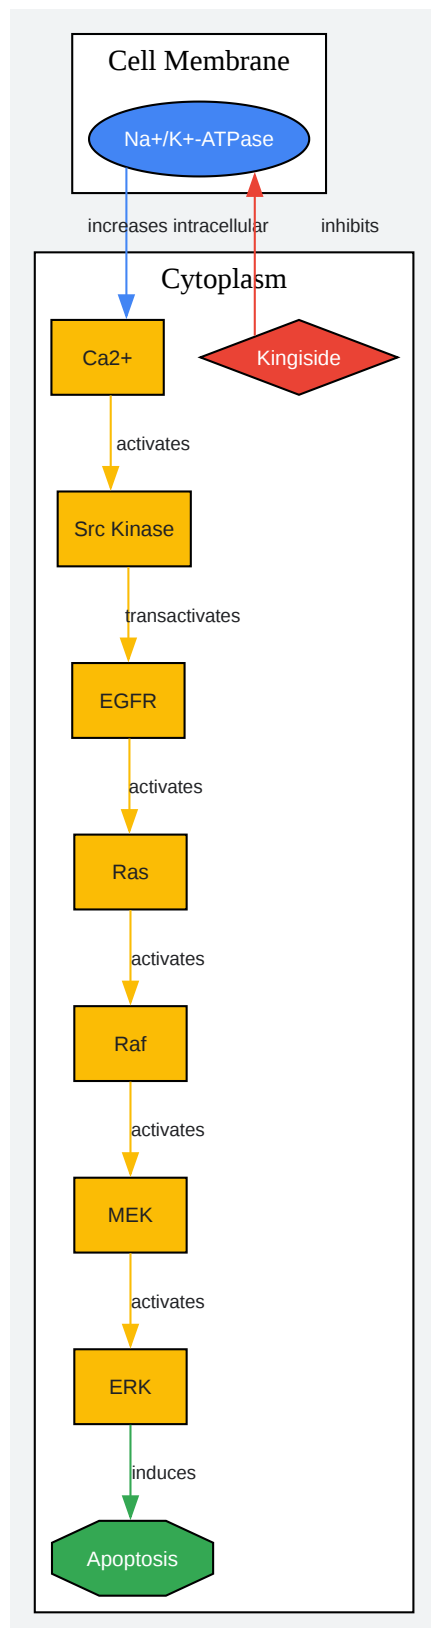 Cell Membrane
Na+/K+-ATPase
increases intracellular
inhibits
Cytoplasm
Ca2+
Kingiside
activates
Src Kinase
transactivates
EGFR
activates
Ras
activates
Raf
activates
MEK
activates
ERK
induces
Apoptosis